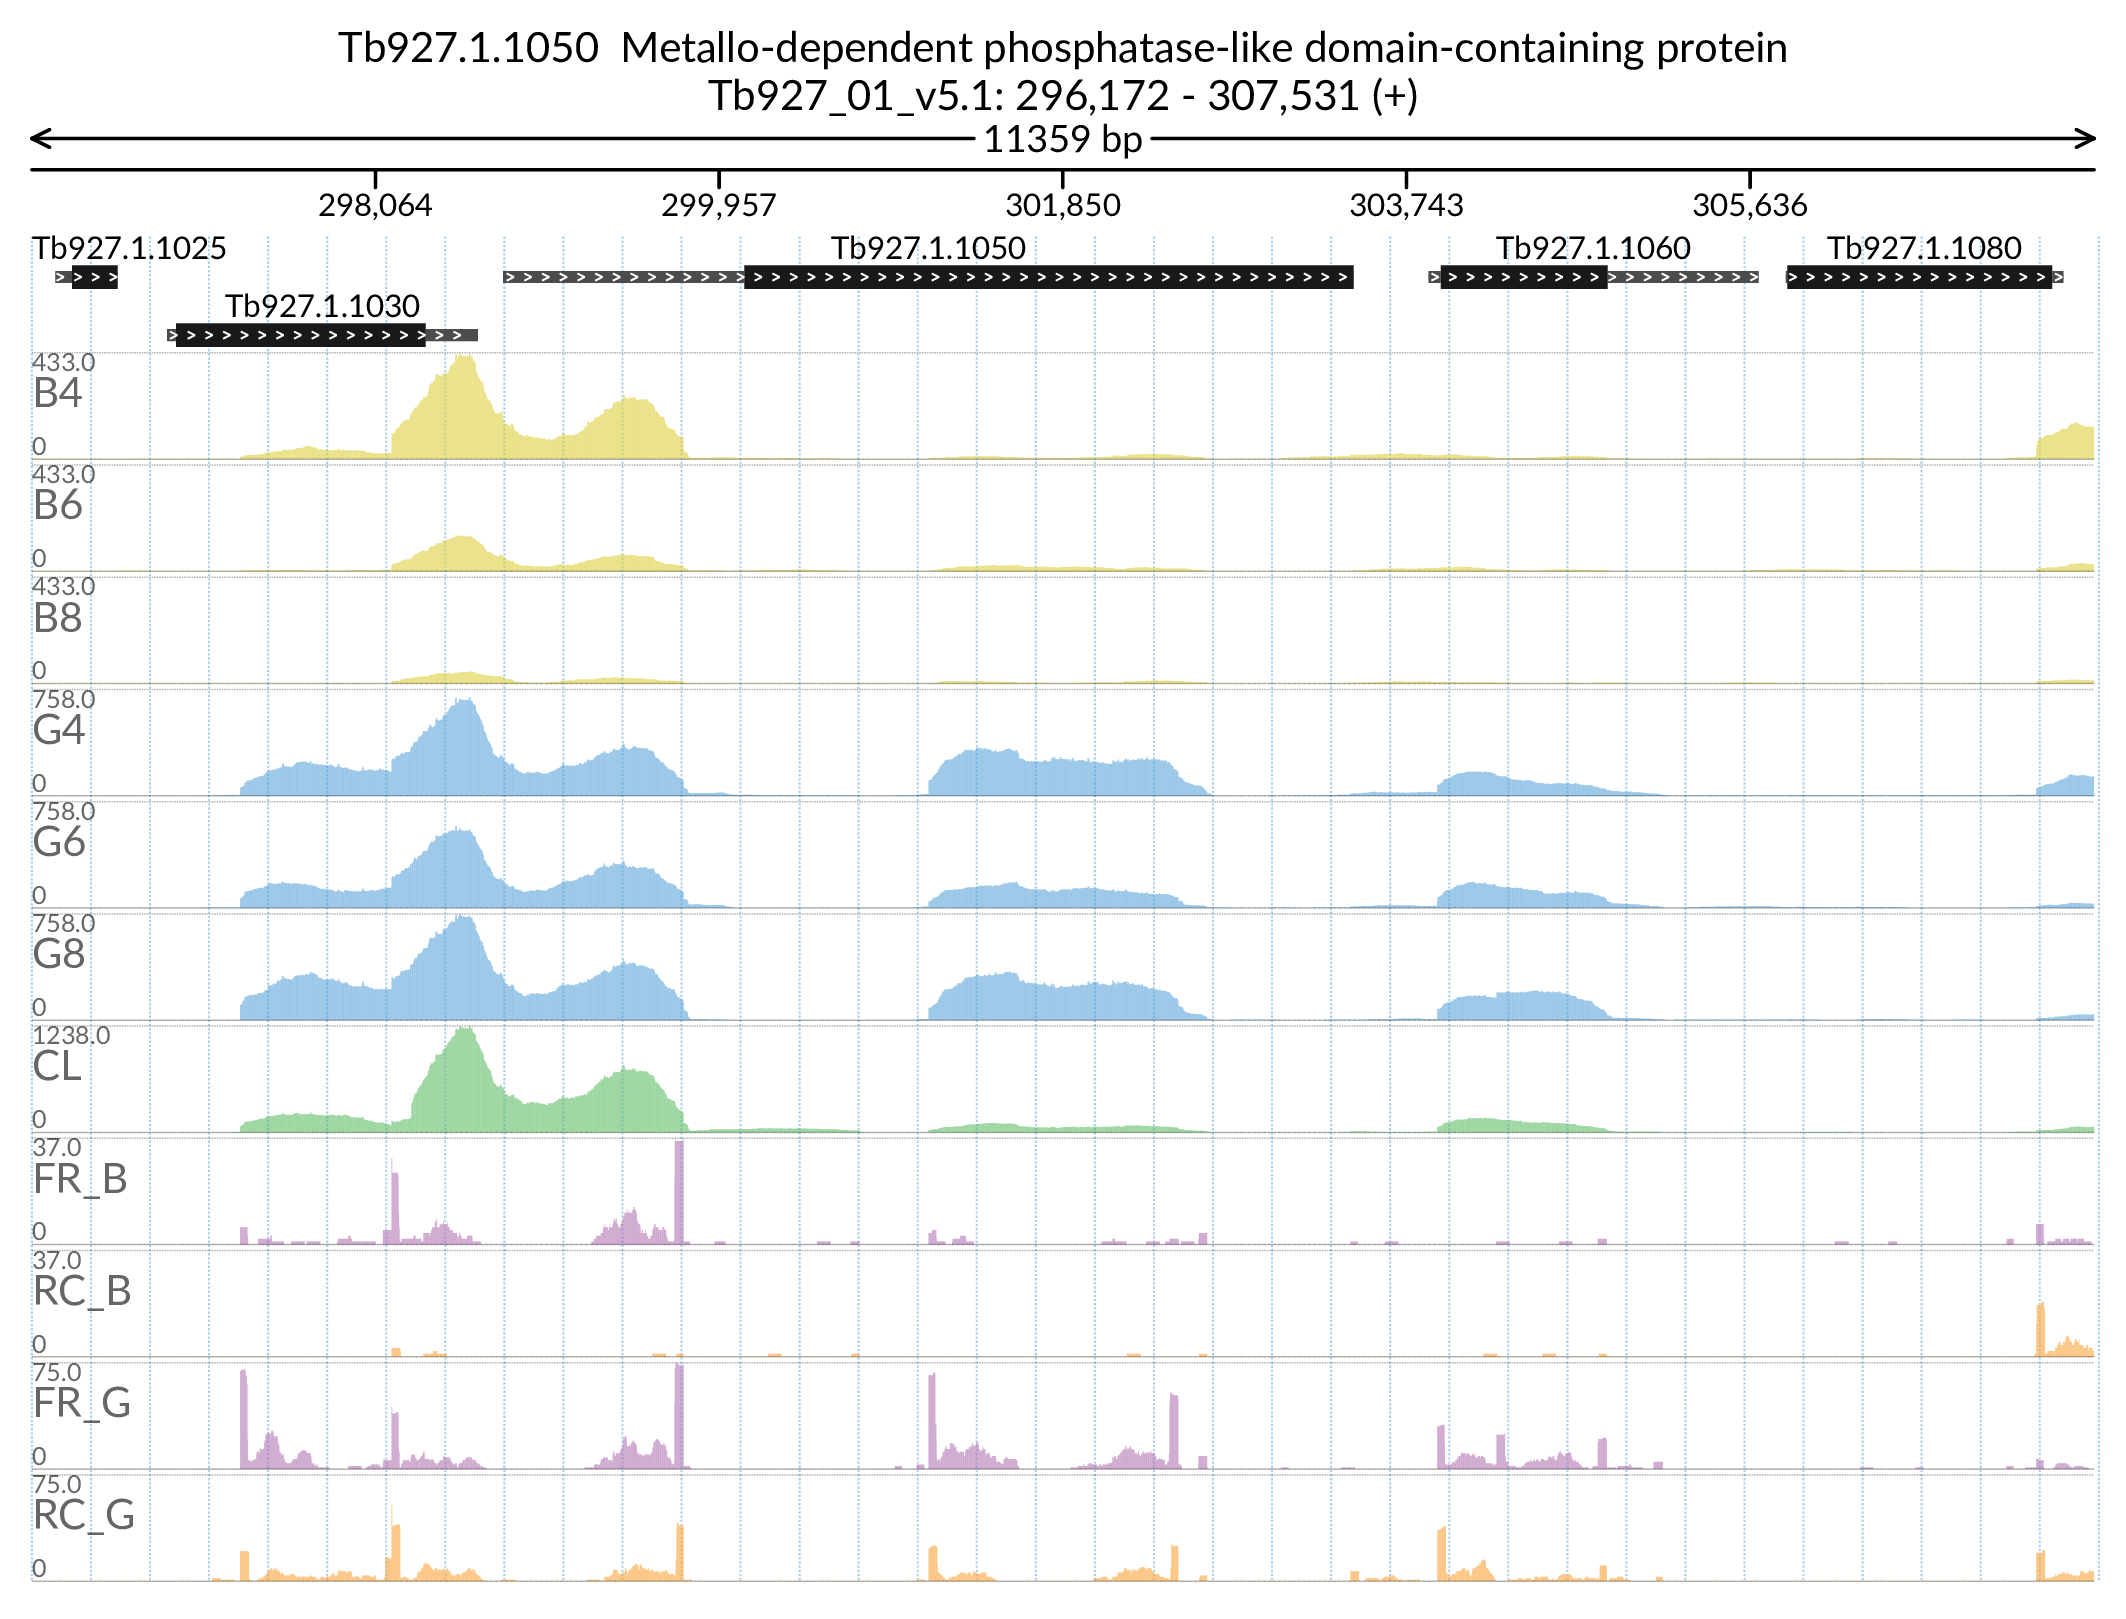 Tb927.1.1050  Metallo-dependent phosphatase-like domain-containing protein
Tb927_01_v5.1: 296,172 - 307,531 (+)
11359 bp
298,064 299,957 301,850 303,743 305,636
Tb927.1.1025 Tb927.1.1050 Tb927.1.1060 Tb927.1.1080
Tb927.1.1030
433.0
B4
0
433.0
B6
0
433.0
B8
0
758.0
G4
0
758.0
G6
0
758.0
G8
0
1238.0
CL
0
37.0
FR_B
0
37.0
RC_B
0
75.0
FR_G
0
75.0
RC_G
0